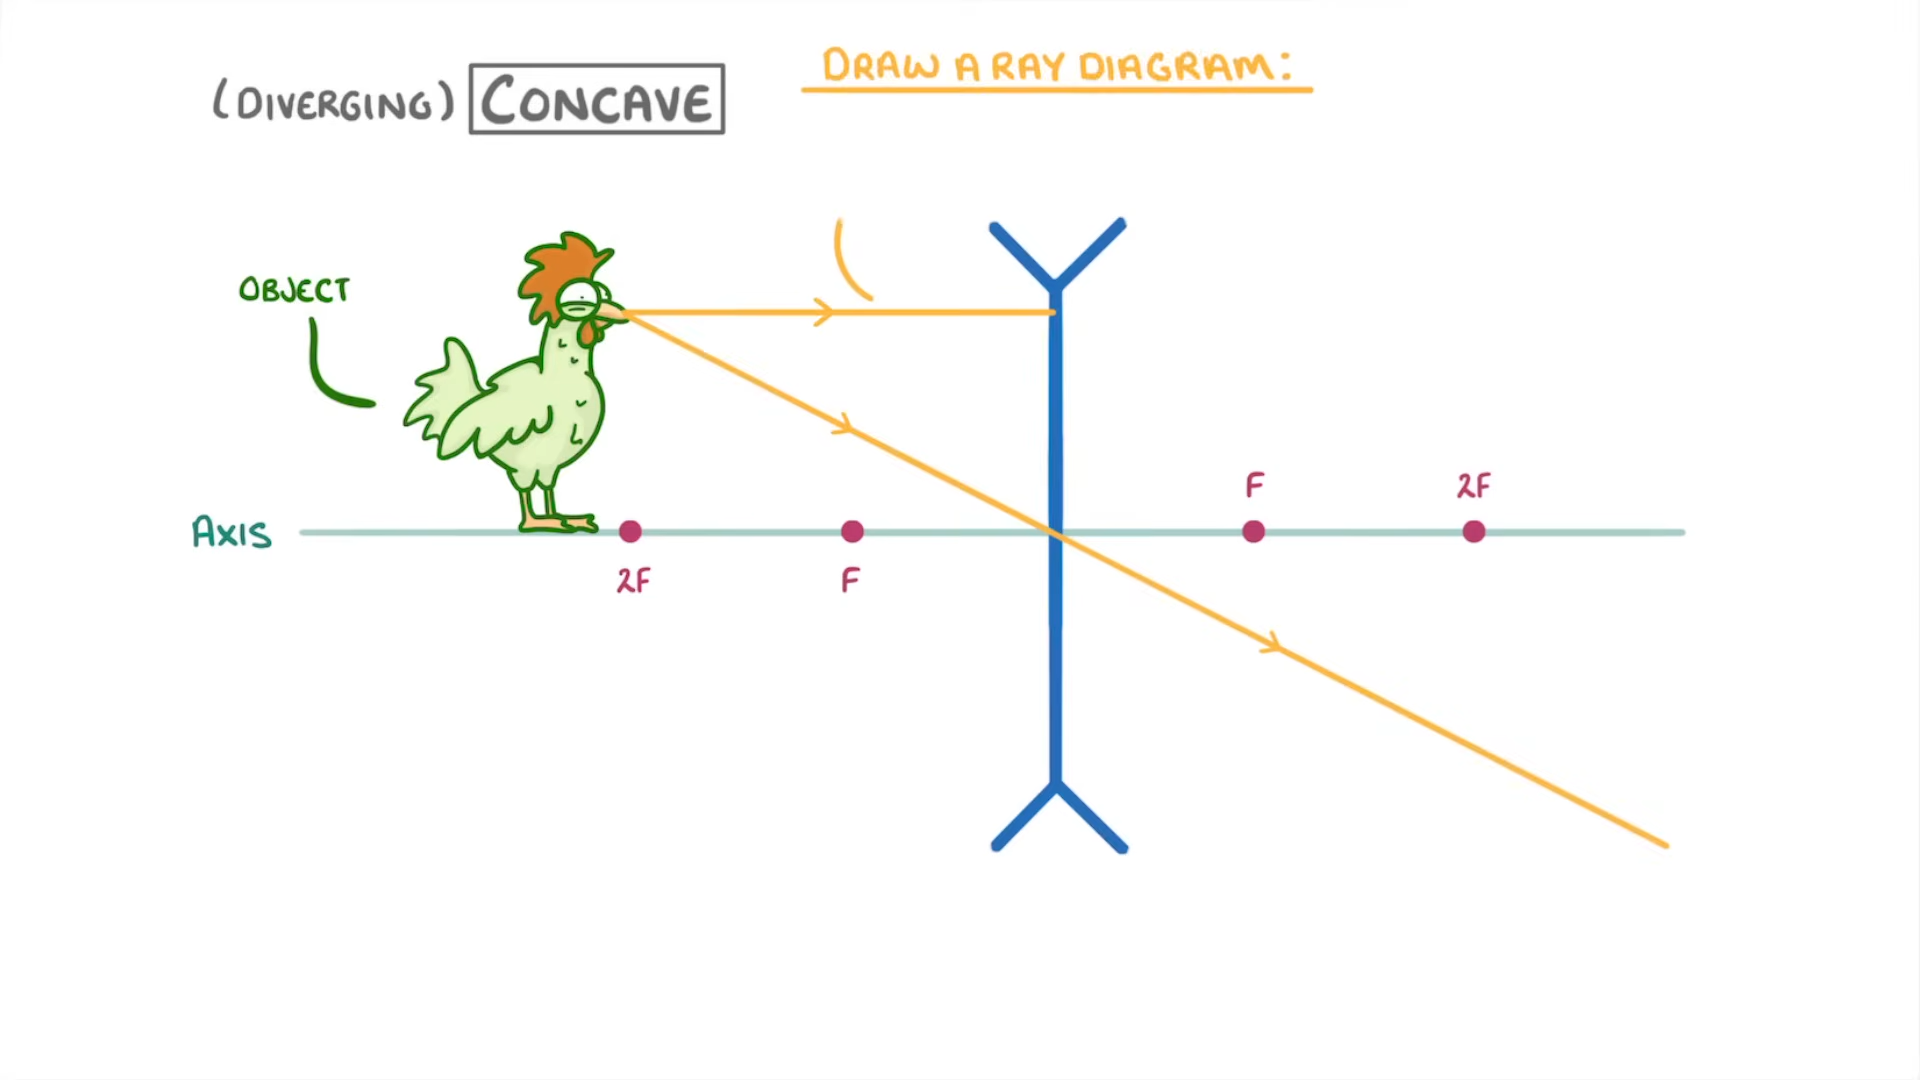 DRAW A RAY DIAGRAM:
(DIVERGING) CONCAVE
OBJECT
F 2F
AXIS
2F F